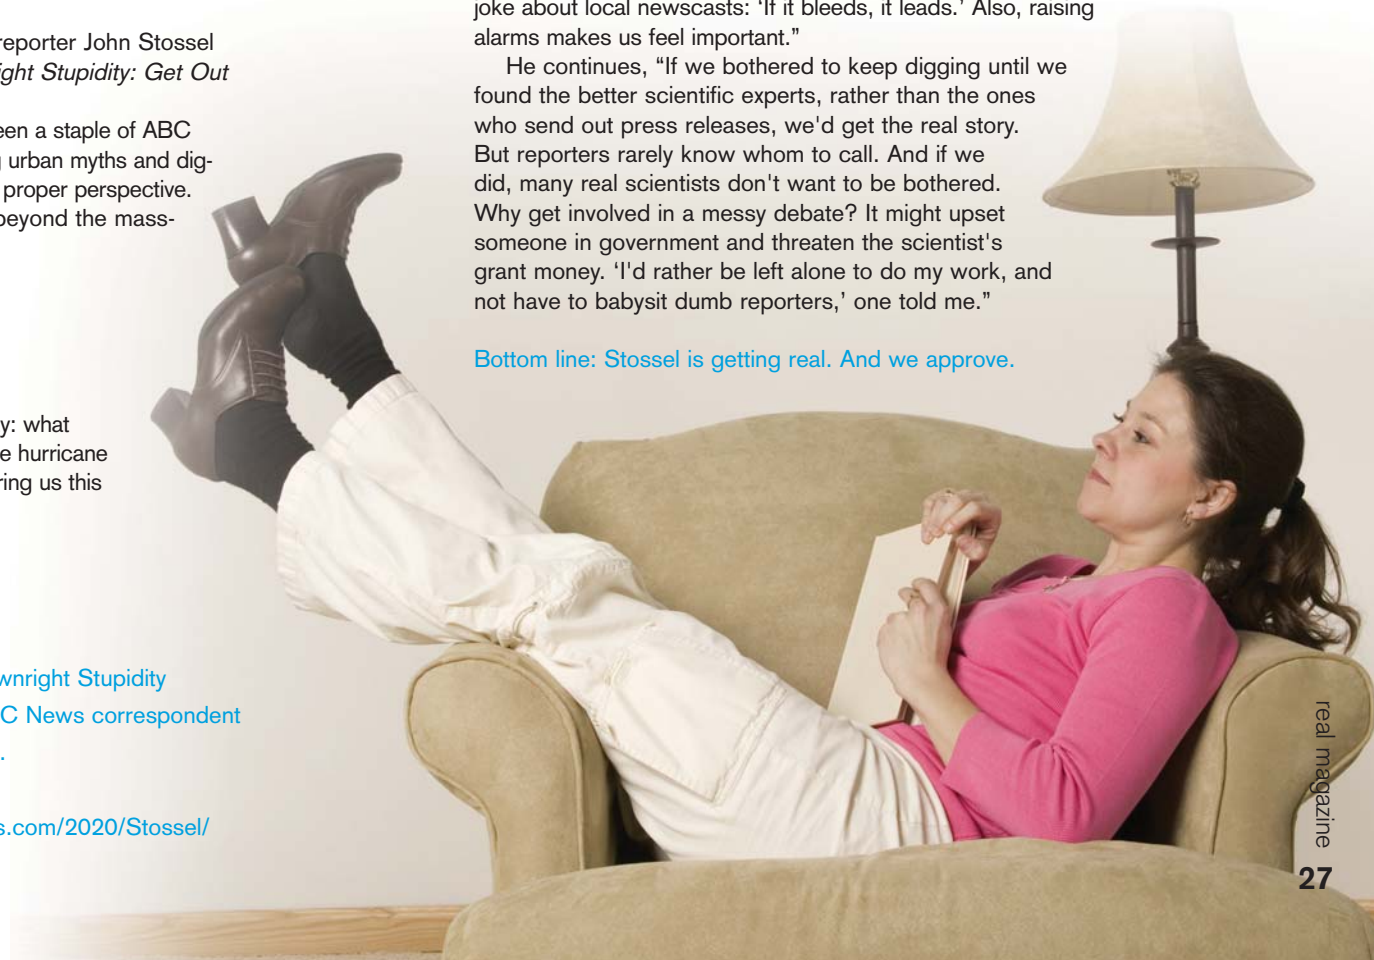 reporter John Stossel
ight Stupidity: Get Out
een a staple of ABC
g urban myths and dig-
proper perspective.
beyond the mass-
y: what
e hurricane
ring us this
wnright Stupidity
C News correspondent
.
s.com/2020/Stossel/
joke about local newscasts: ‘If it bleeds, it leads.’ Also, raising
alarms makes us feel important.”
He continues, “If we bothered to keep digging until we
found the better scientific experts, rather than the ones
who send out press releases, we'd get the real story.
But reporters rarely know whom to call. And if we
did, many real scientists don't want to be bothered.
Why get involved in a messy debate? It might upset
someone in government and threaten the scientist's
grant money. ‘I'd rather be left alone to do my work, and
not have to babysit dumb reporters,’ one told me.”
Bottom line: Stossel is getting real. And we approve.
real magazine
27